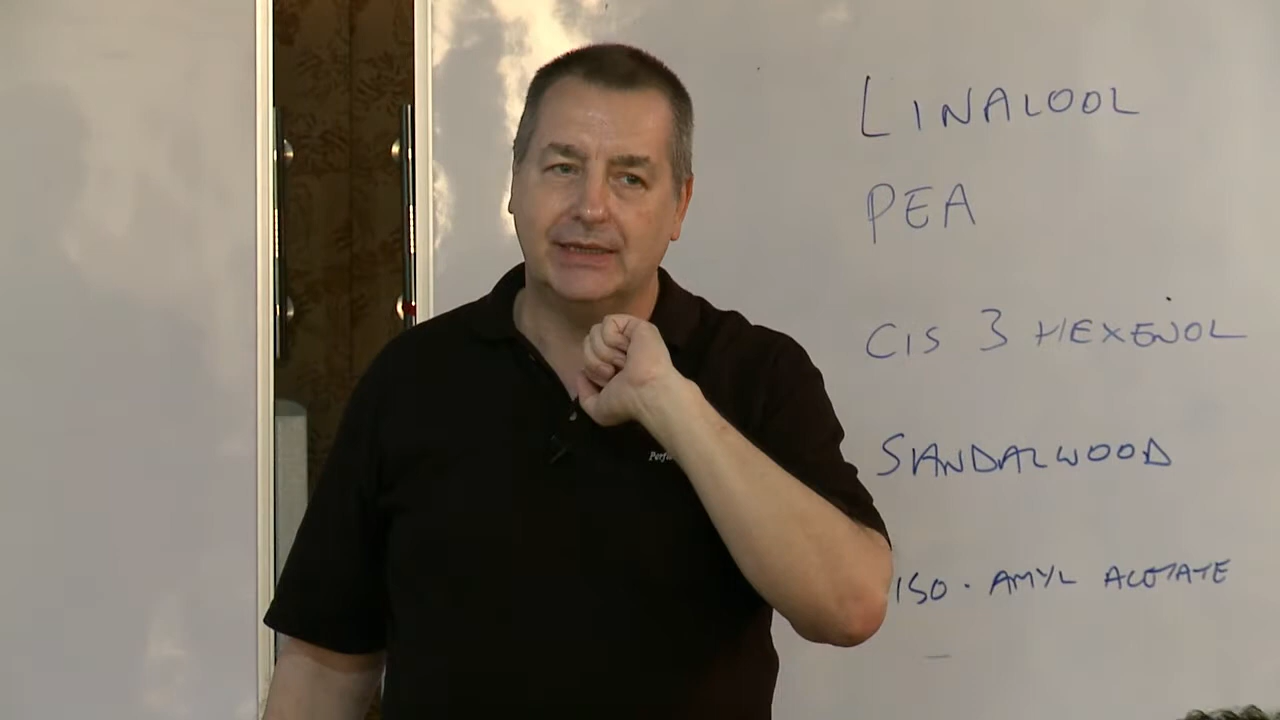 LINALOOL
PEA
CIS 3 HEXENOL
SANDALWOOD
ISO. AMYL ACETATE